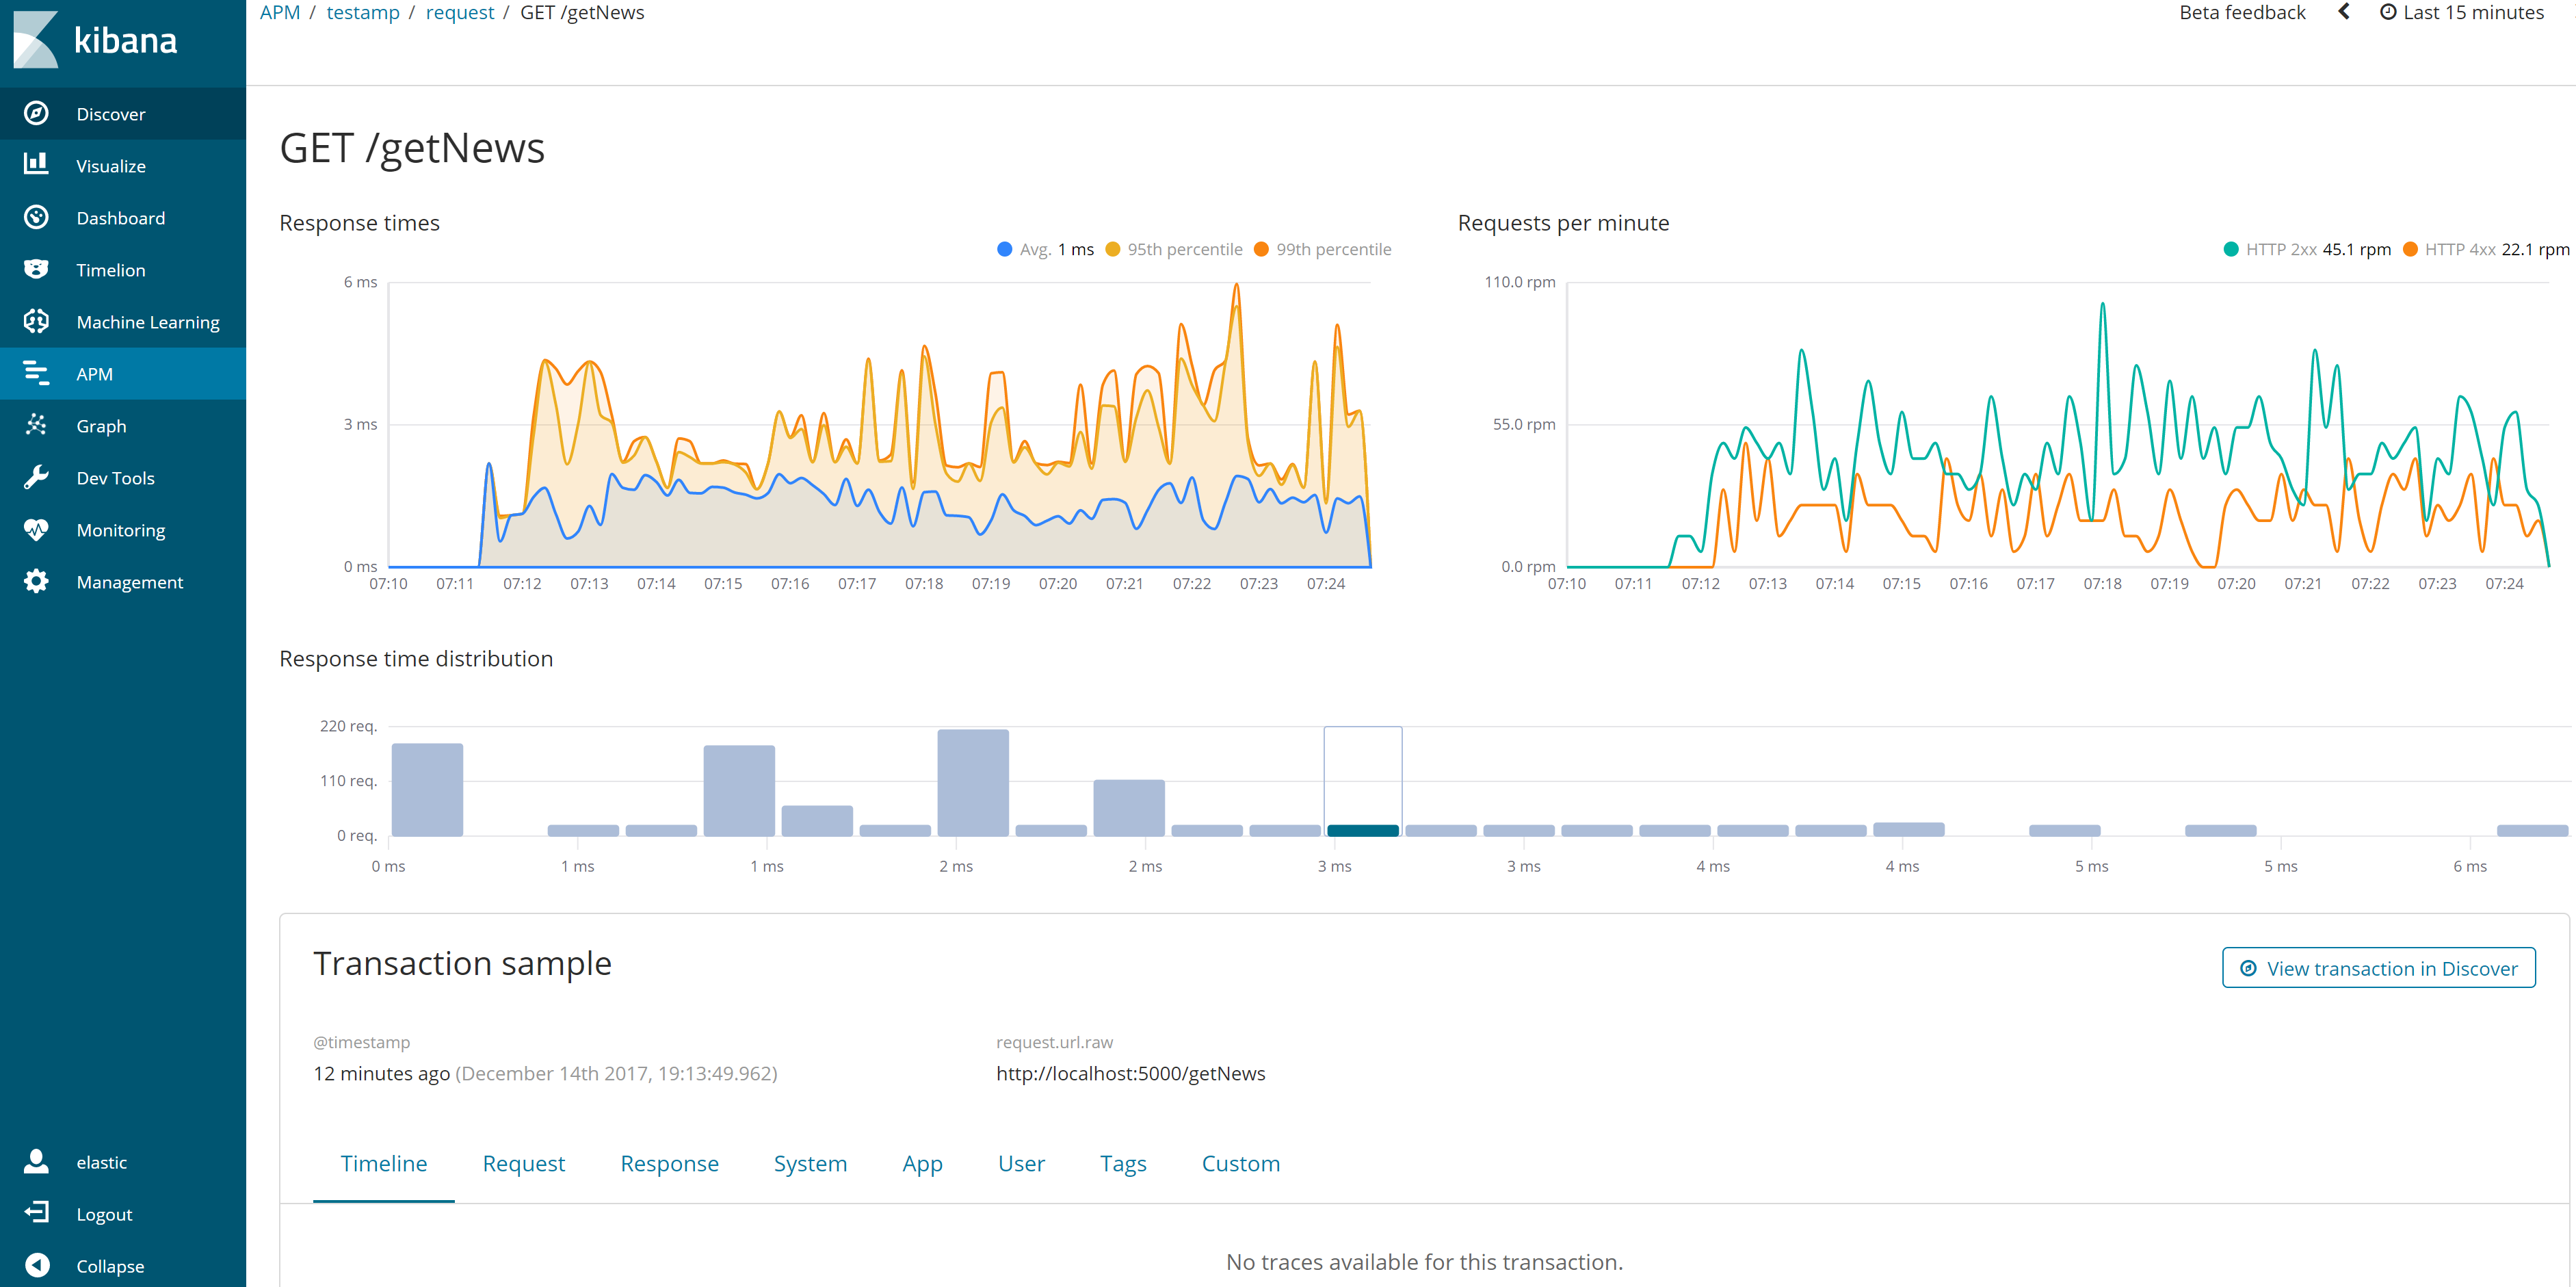 kibana
Discover
Visualize
Dashboard
Timelion
Machine Learning
APM
Graph
Dev Tools
Monitoring
Management
elastic
Logout
Collapse
APM / testamp / request / GET /getNews
Beta feedback Last 15 minutes
GET /getNews
Response times
Avg. 1 ms 95th percentile 99th percentile
6 ms
3 ms
0 ms
07:10 07:11 07:12 07:13 07:14 07:15 07:16 07:17 07:18 07:19 07:20 07:21 07:22 07:23 07:24
Requests per minute
HTTP 2xx 45.1 rpm HTTP 4xx 22.1 rpm
110.0 rpm
55.0 rpm
0.0 rpm
07:10 07:11 07:12 07:13 07:14 07:15 07:16 07:17 07:18 07:19 07:20 07:21 07:22 07:23 07:24
Response time distribution
220 req.
110 req.
0 req.
0 ms 1 ms 1 ms 2 ms 2 ms 3 ms 3 ms 4 ms 4 ms 5 ms 5 ms 6 ms
Transaction sample
View transaction in Discover
@timestamp
12 minutes ago (December 14th 2017, 19:13:49.962)
request.url.raw
http://localhost:5000/getNews
Timeline Request Response System App User Tags Custom
No traces available for this transaction.